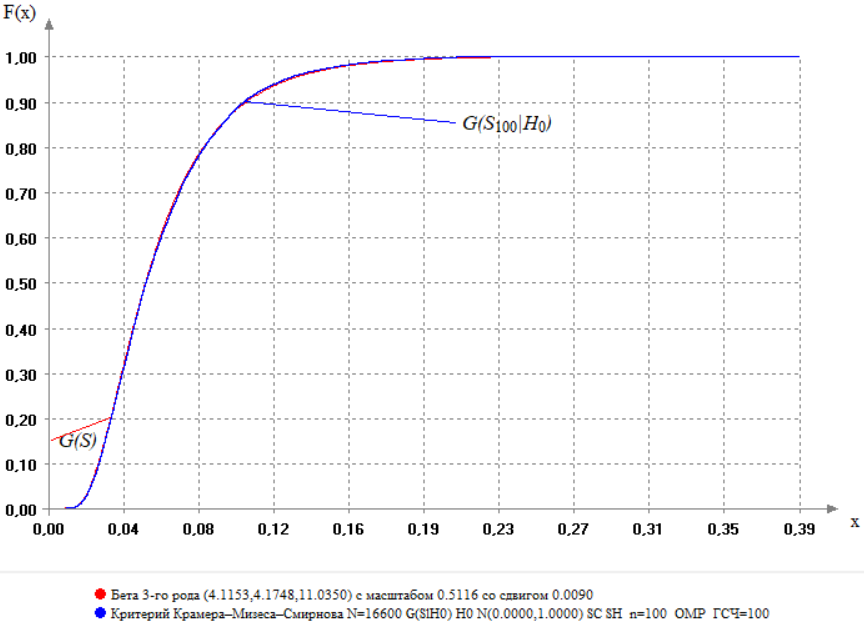 F(x)
1,00
0,90
G(S100|H0)
0,80
0,70
0,60
0,50
0,40
0,30
0,20
G(S)
0,10
0,00
0,00 0,04 0,08 0,12 0,16 0,19 0,23 0,27 0,31 0,35 0,39
x
Бета 3-го рода (4.1153,4.1748,11.0350) с масштабом 0.5116 со сдвигом 0.0090
Критерий Крамера–Мизеса–Смирнова N=16600 G(S|H0) H0 N(0.0000,1.0000) SC SH n=100 ОМР ГСЧ=100